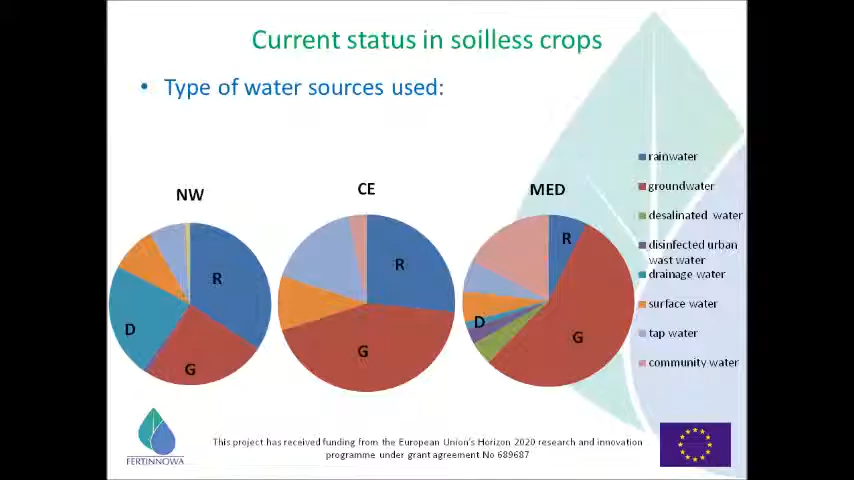 Current status in soilless crops
• Type of water sources used:
NW
CE
MED
R
G
D
R
G
R
G
D
rainwater
groundwater
desalinated water
disinfected urban
wast water
drainage water
surface water
tap water
community water
FERTINNOWA
This project has received funding from the European Union's Horizon 2020 research and innovation
programme under grant agreement No 689687